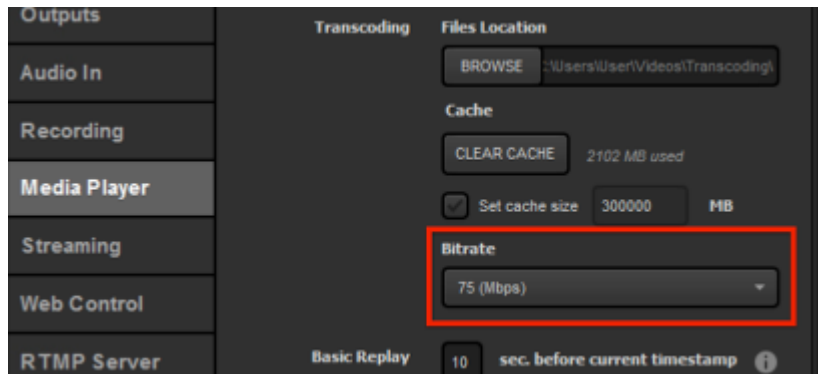 Outputs
Audio In
Recording
Media Player
Streaming
Web Control
RTMP Server
Transcoding
Files Location
BROWSE :\Users\User\Videos\Transcoding\
Cache
CLEAR CACHE 2102 MB used
Set cache size 300000 MB
Bitrate
75 (Mbps)
Basic Replay 10 sec. before current timestamp